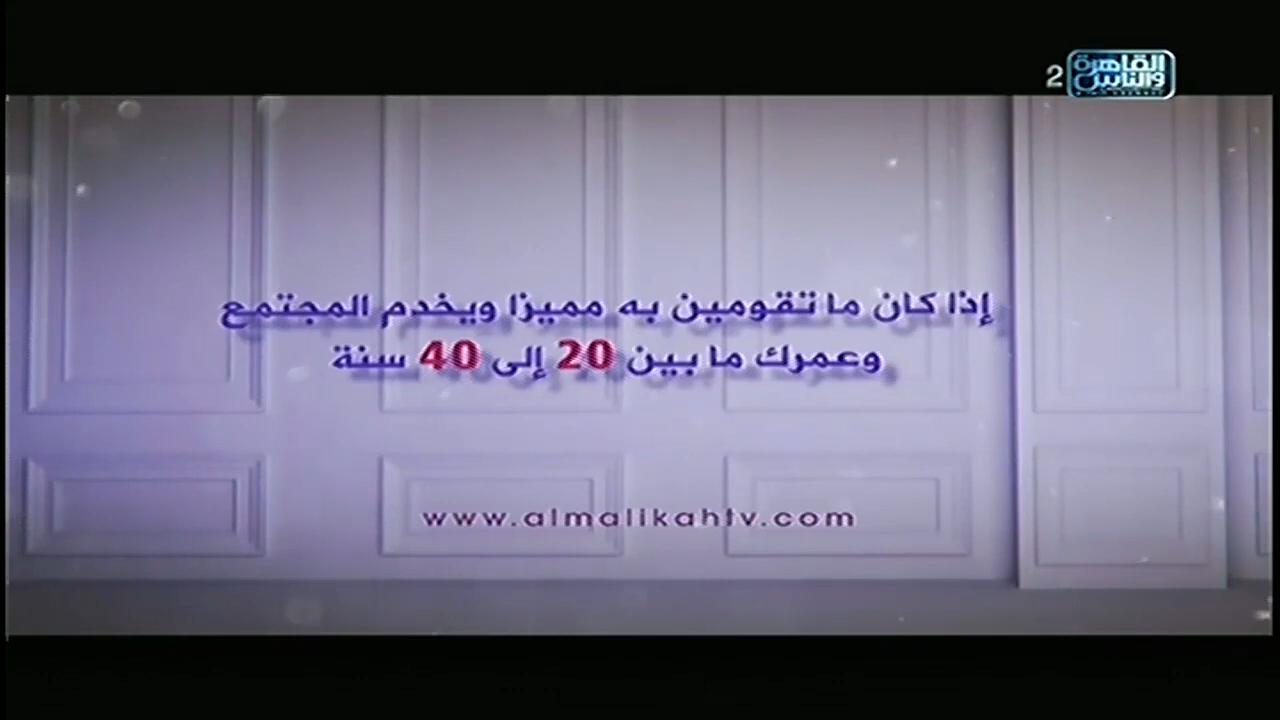 القاهرة
والناس
2
إذا كان ما تقومين به مميزا ويخدم المجتمع
وعمرك ما بين 20 إلى 40 سنة
www.almalikahtv.com